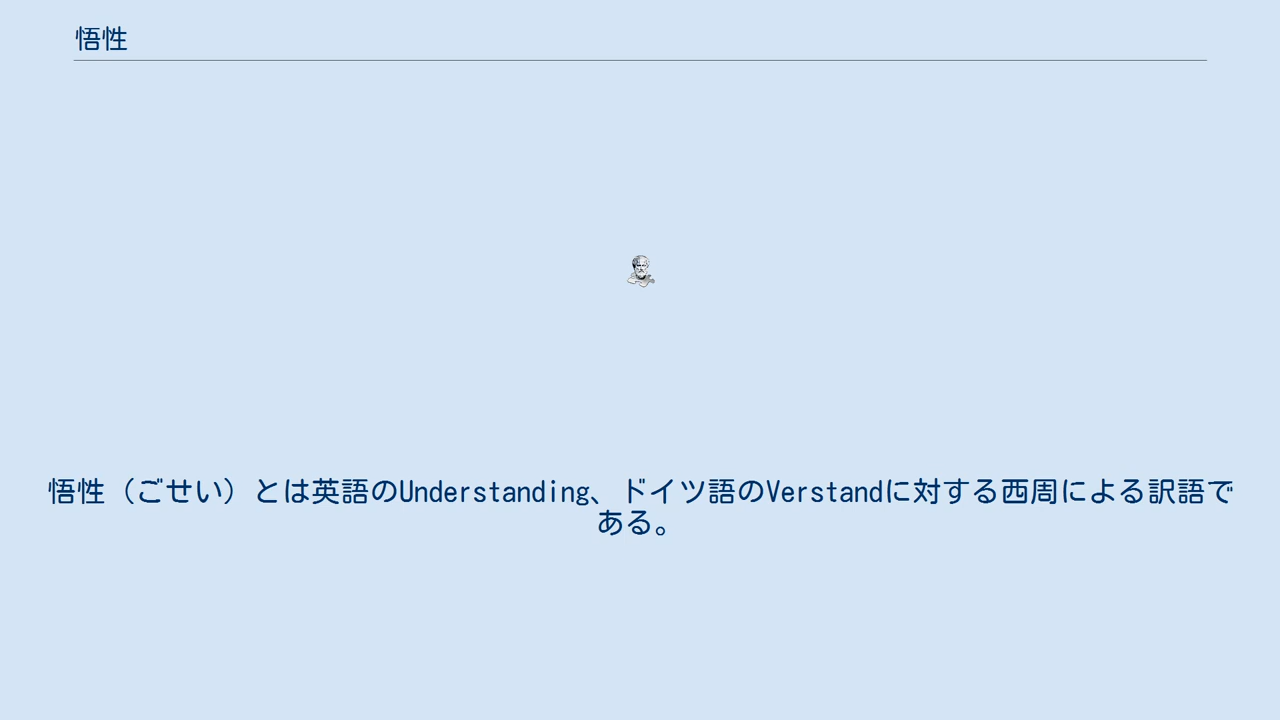 悟性
悟性（ごせい）とは英語のUnderstanding、ドイツ語のVerstandに対する西周による訳語で
ある。